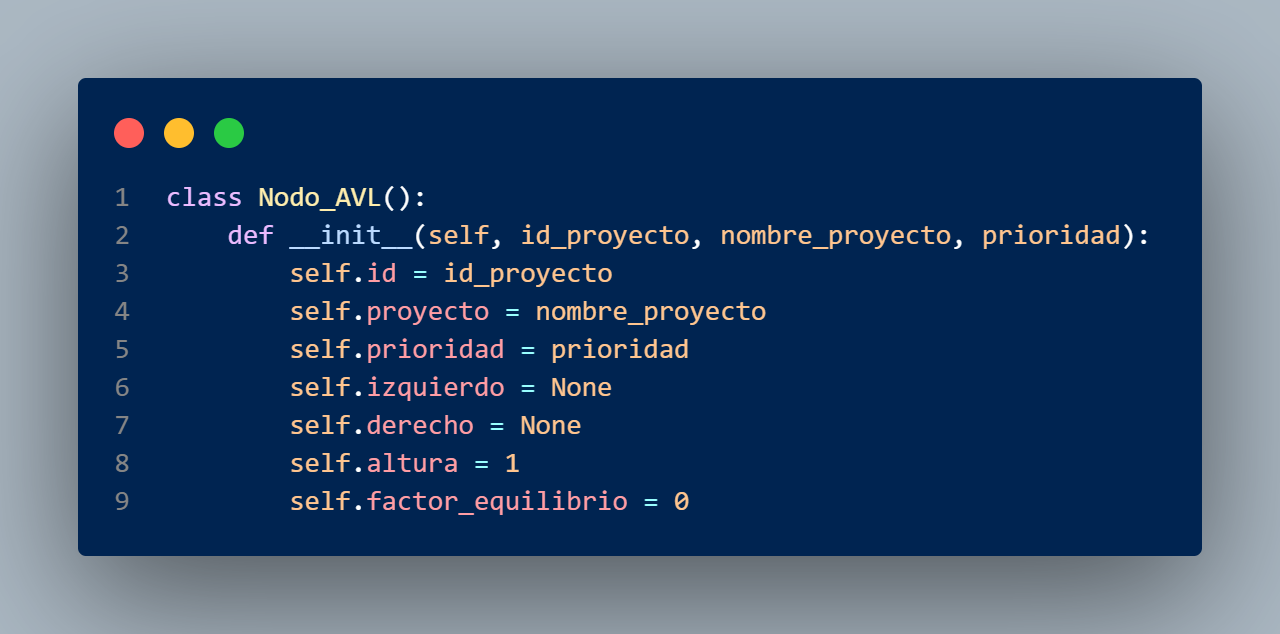 1 class Nodo_AVL():
2     def __init__(self, id_proyecto, nombre_proyecto, prioridad):
3         self.id = id_proyecto
4         self.proyecto = nombre_proyecto
5         self.prioridad = prioridad
6         self.izquierdo = None
7         self.derecho = None
8         self.altura = 1
9         self.factor_equilibrio = 0